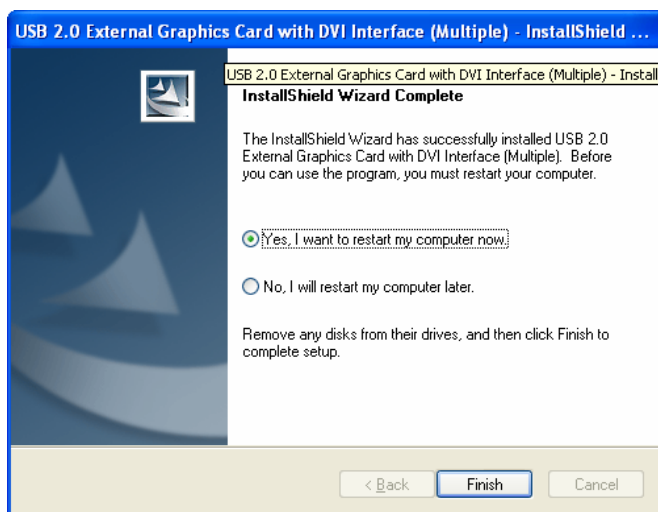 USB 2.0 External Graphics Card with DVI Interface (Multiple) - InstallShield ...
USB 2.0 External Graphics Card with DVI Interface (Multiple) - Install
InstallShield Wizard Complete
The InstallShield Wizard has successfully installed USB 2.0
External Graphics Card with DVI Interface (Multiple). Before
you can use the program, you must restart your computer.
Yes, I want to restart my computer now.
No, I will restart my computer later.
Remove any disks from their drives, and then click Finish to
complete setup.
< Back Finish Cancel